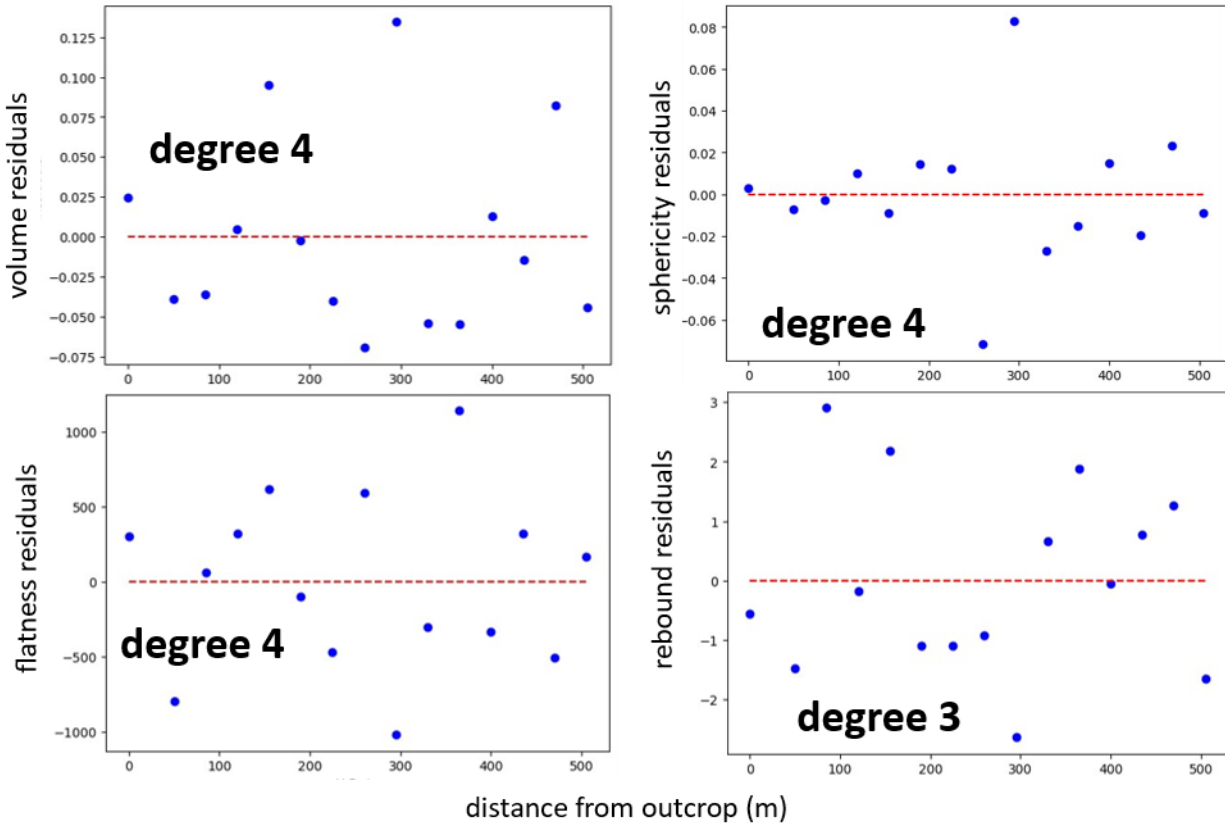 volume residuals
0.125
0.100
0.075
0.050
0.025
0.000
−0.025
−0.050
−0.075
degree 4
0 100 200 300 400 500
sphericity residuals
0.08
0.06
0.04
0.02
0.00
−0.02
−0.04
−0.06
degree 4
0 100 200 300 400 500
flatness residuals
1000
500
0
−500
−1000
degree 4
0 100 200 300 400 500
rebound residuals
3
2
1
0
−1
−2
degree 3
0 100 200 300 400 500
distance from outcrop (m)